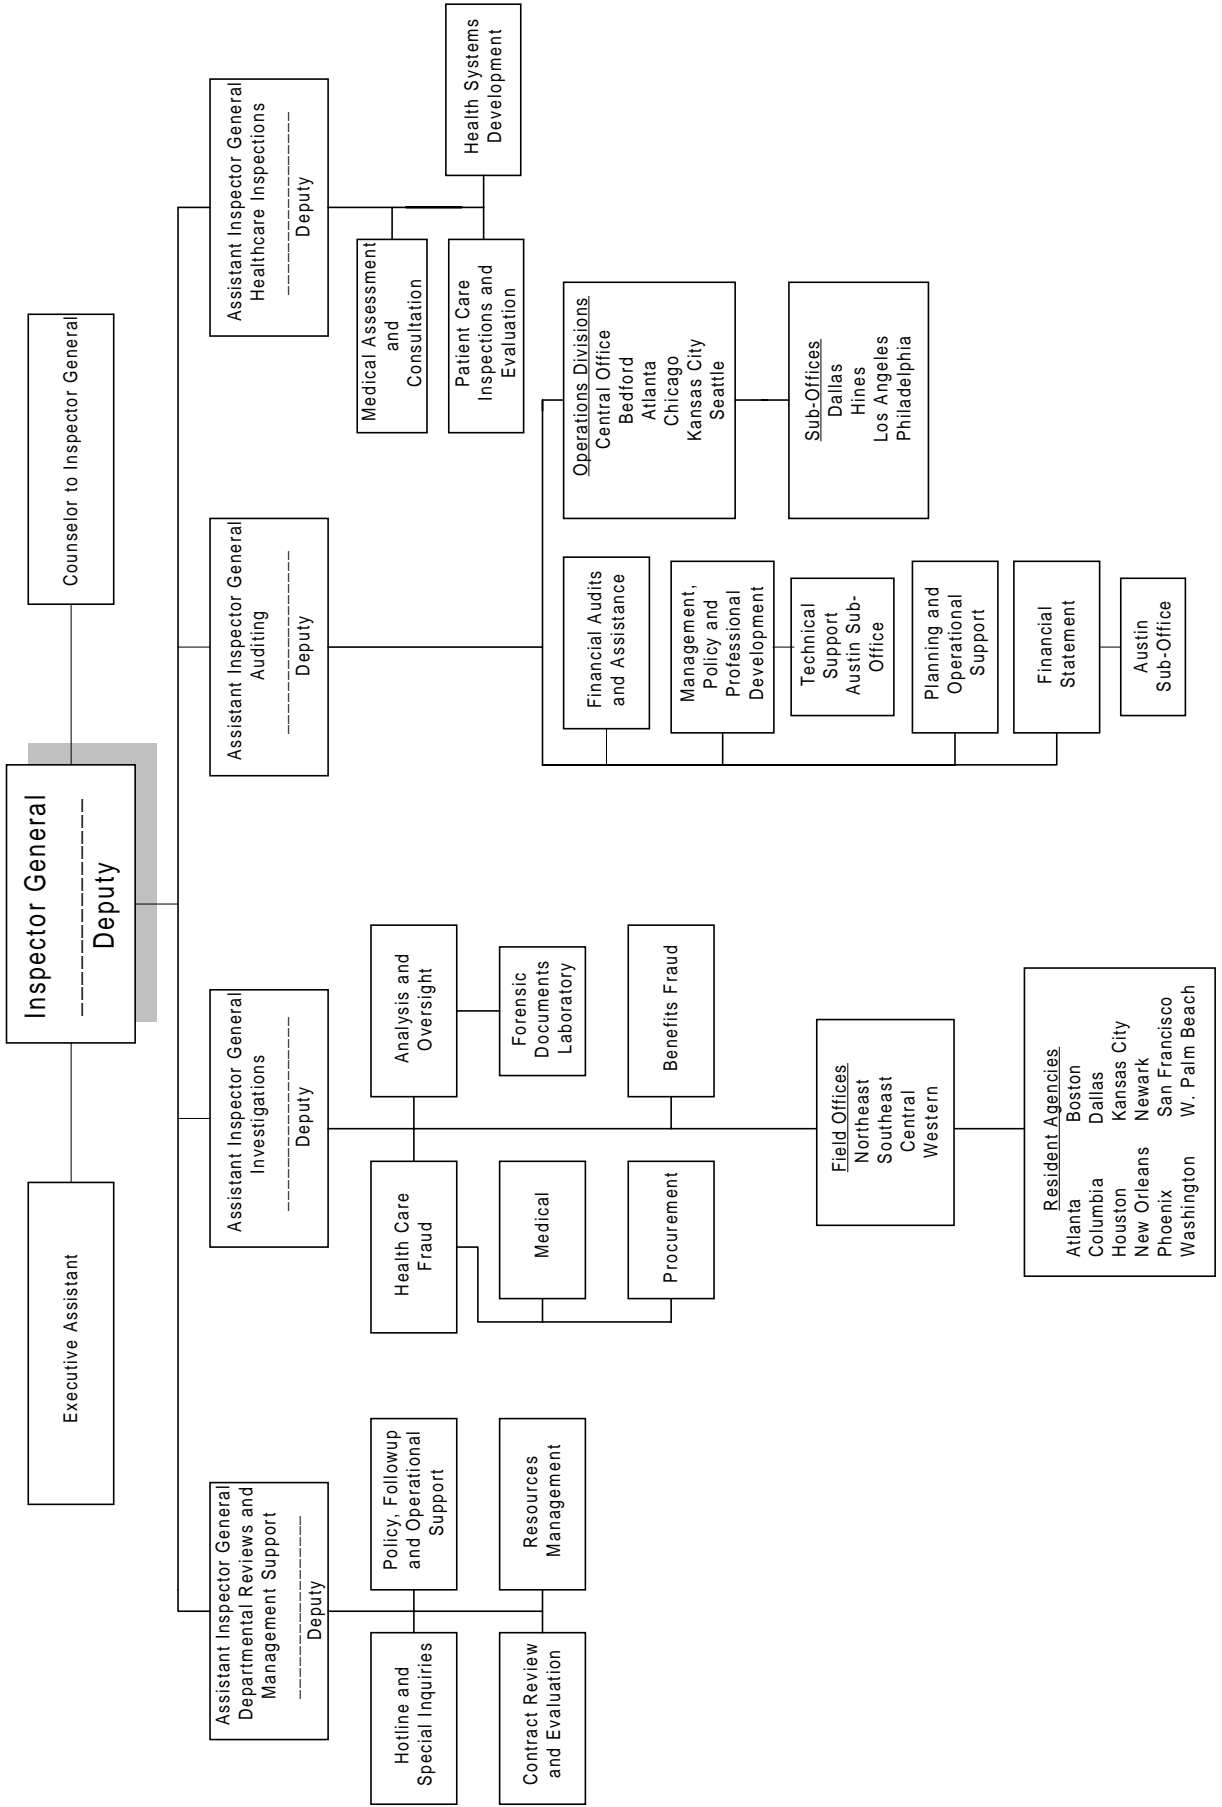 Inspector General
Deputy
Executive Assistant
Counselor to Inspector General
Assistant Inspector General
Departmental Reviews and
Management Support
Deputy
Hotline and
Special Inquiries
Policy, Followup
and Operational
Support
Contract Review
and Evaluation
Resources
Management
Assistant Inspector General
Investigations
Deputy
Health Care
Fraud
Analysis and
Oversight
Medical
Forensic
Documents
Laboratory
Procurement
Benefits Fraud
Field Offices
Northeast
Southeast
Central
Western
Resident Agencies
Atlanta Boston
Columbia Dallas
Houston Kansas City
New Orleans Newark
Phoenix San Francisco
Washington W. Palm Beach
Assistant Inspector General
Auditing
Deputy
Financial Audits
and Assistance
Management,
Policy and
Professional
Development
Technical
Support
Austin Sub-
Office
Planning and
Operational
Support
Financial
Statement
Austin
Sub-Office
Operations Divisions
Central Office
Bedford
Atlanta
Chicago
Kansas City
Seattle
Sub-Offices
Dallas
Hines
Los Angeles
Philadelphia
Assistant Inspector General
Healthcare Inspections
Deputy
Medical Assessment
and
Consultation
Patient Care
Inspections and
Evaluation
Health Systems
Development